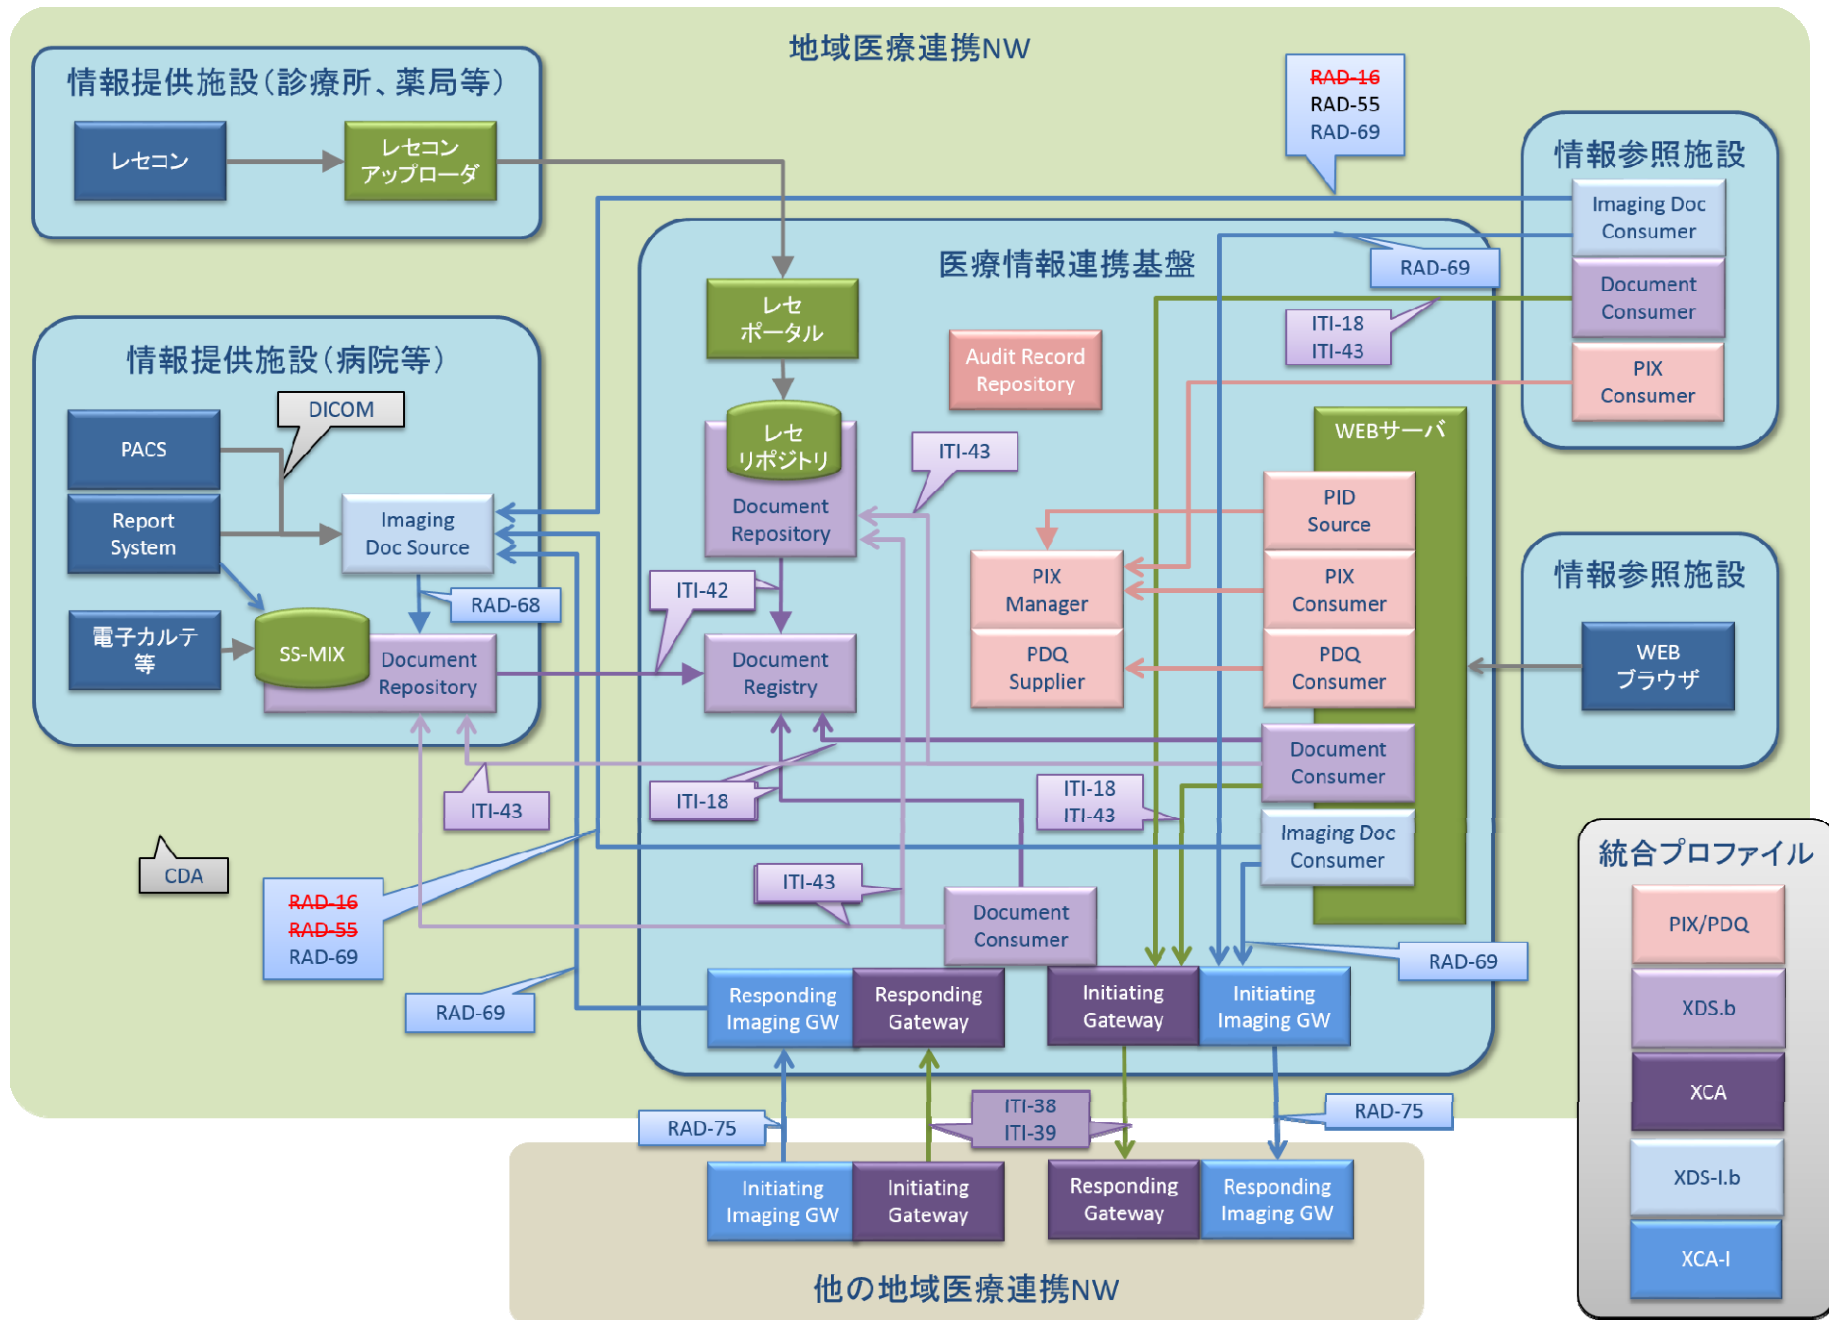 地域医療連携NW
情報提供施設(診療所、薬局等)
レセコン
レセコン
アップローダ
RAD-16
RAD-55
RAD-69
情報参照施設
Imaging Doc
Consumer
Document
Consumer
PIX
Consumer
RAD-69
ITI-18
ITI-43
医療情報連携基盤
レセ
ポータル
Audit Record
Repository
レセ
リポジトリ
Document
Repository
ITI-43
WEBサーバ
PID
Source
PIX
Consumer
PDQ
Consumer
PIX
Manager
PDQ
Supplier
情報提供施設(病院等)
DICOM
PACS
Report
System
Imaging
Doc Source
RAD-68
電子カルテ
等
SS-MIX
Document
Repository
ITI-42
Document
Registry
情報参照施設
WEB
ブラウザ
Document
Consumer
Imaging Doc
Consumer
ITI-18
ITI-43
ITI-18
ITI-43
CDA
RAD-16
RAD-55
RAD-69
ITI-43
Document
Consumer
RAD-69
RAD-69
Responding
Imaging GW
Responding
Gateway
Initiating
Gateway
Initiating
Imaging GW
RAD-75
ITI-38
ITI-39
RAD-75
Initiating
Imaging GW
Initiating
Gateway
Responding
Gateway
Responding
Imaging GW
他の地域医療連携NW
統合プロファイル
PIX/PDQ
XDS.b
XCA
XDS-I.b
XCA-I